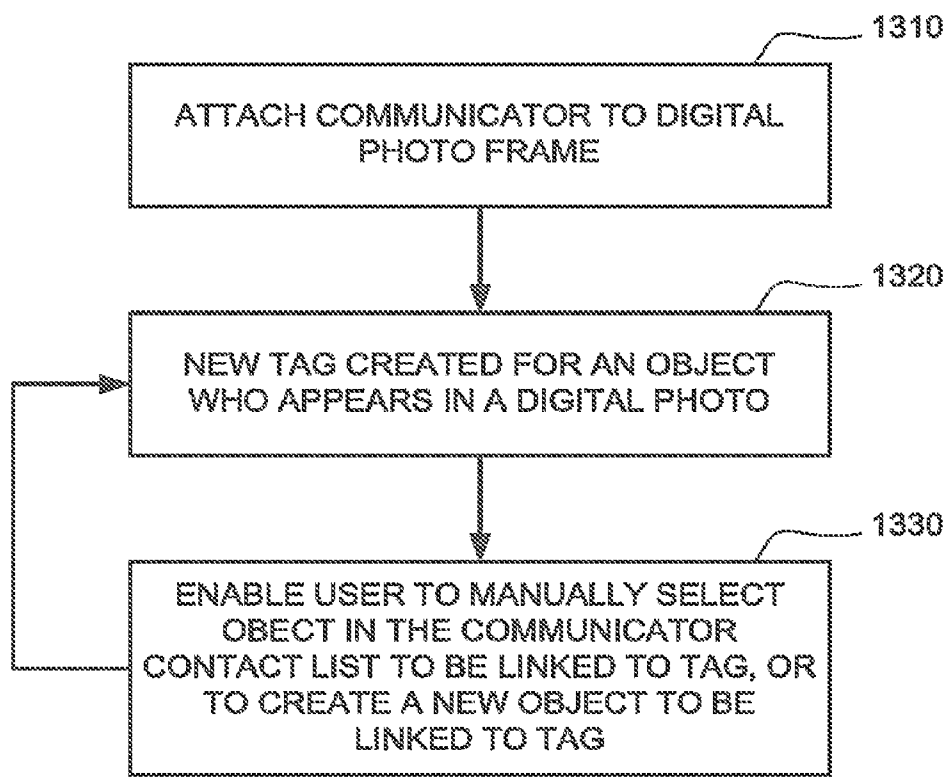 1310
ATTACH COMMUNICATOR TO DIGITAL
PHOTO FRAME
1320
NEW TAG CREATED FOR AN OBJECT
WHO APPEARS IN A DIGITAL PHOTO
1330
ENABLE USER TO MANUALLY SELECT
OBECT IN THE COMMUNICATOR
CONTACT LIST TO BE LINKED TO TAG, OR
TO CREATE A NEW OBJECT TO BE
LINKED TO TAG